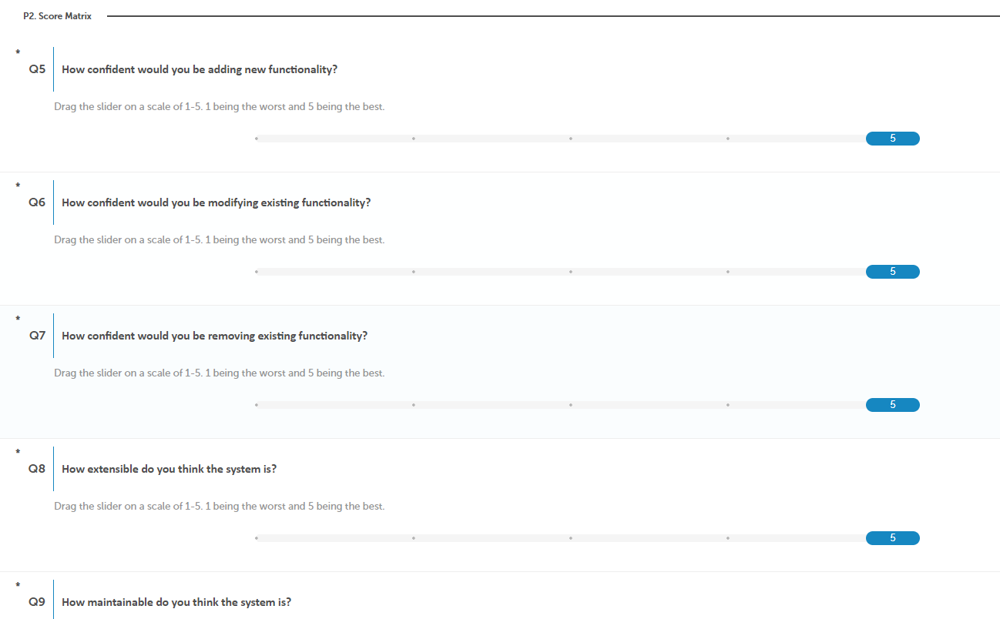 P2. Score Matrix
*
Q5 How confident would you be adding new functionality?
Drag the slider on a scale of 1-5. 1 being the worst and 5 being the best.
5
*
Q6 How confident would you be modifying existing functionality?
Drag the slider on a scale of 1-5. 1 being the worst and 5 being the best.
5
*
Q7 How confident would you be removing existing functionality?
Drag the slider on a scale of 1-5. 1 being the worst and 5 being the best.
5
*
Q8 How extensible do you think the system is?
Drag the slider on a scale of 1-5. 1 being the worst and 5 being the best.
5
*
Q9 How maintainable do you think the system is?